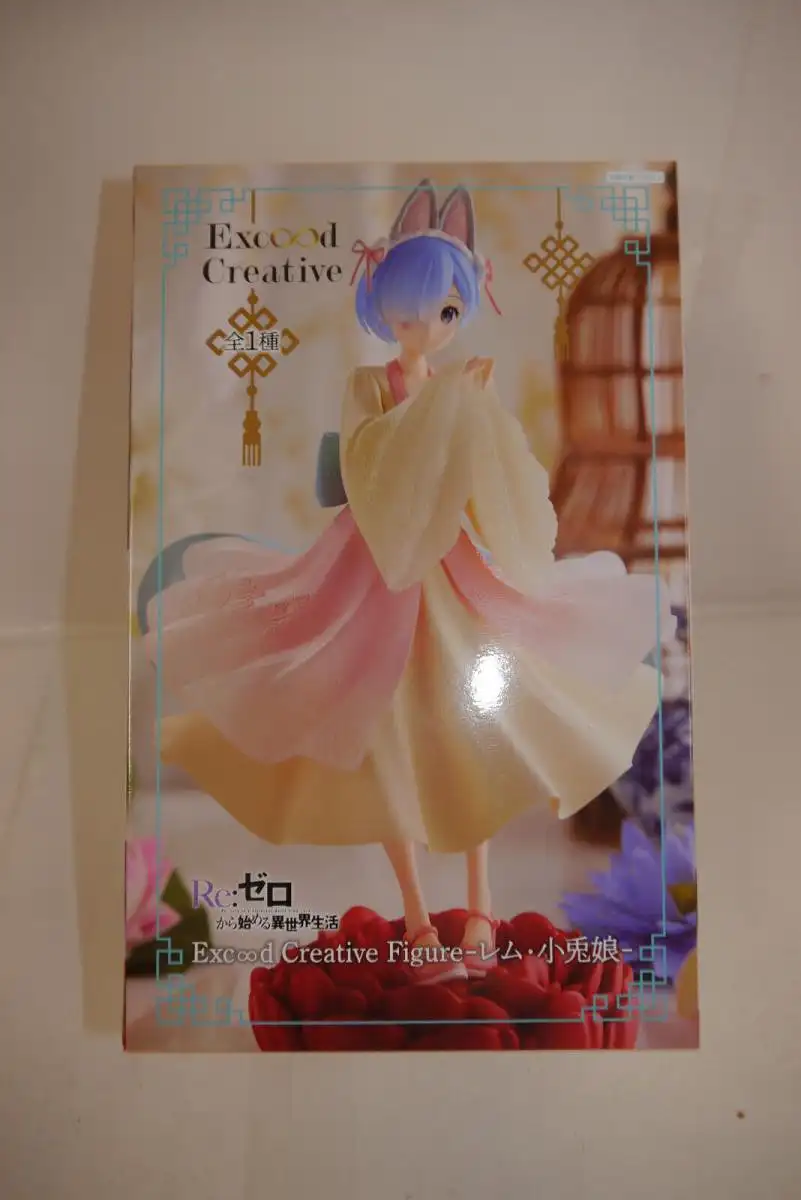 Exc∞d
Creative
全1種
Re:ゼロ
から始める異世界生活
Exc∞d Creative Figure-レム・小兎娘-